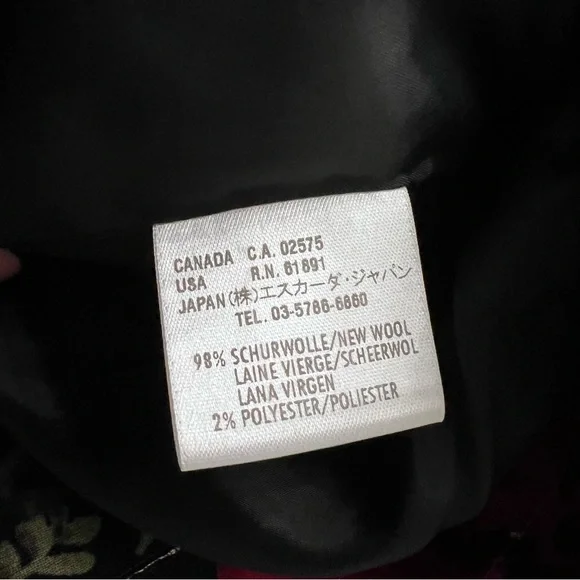 CANADA C.A. 02575
USA R.N. 61691
JAPAN(株)エスカーダ・ジャパン
TEL. 03-5786-6660
98% SCHURWOLLE/NEW WOOL
LAINE VIERGE/SCHEERWOL
LANA VIRGEN
2% POLYESTER/POLIESTER